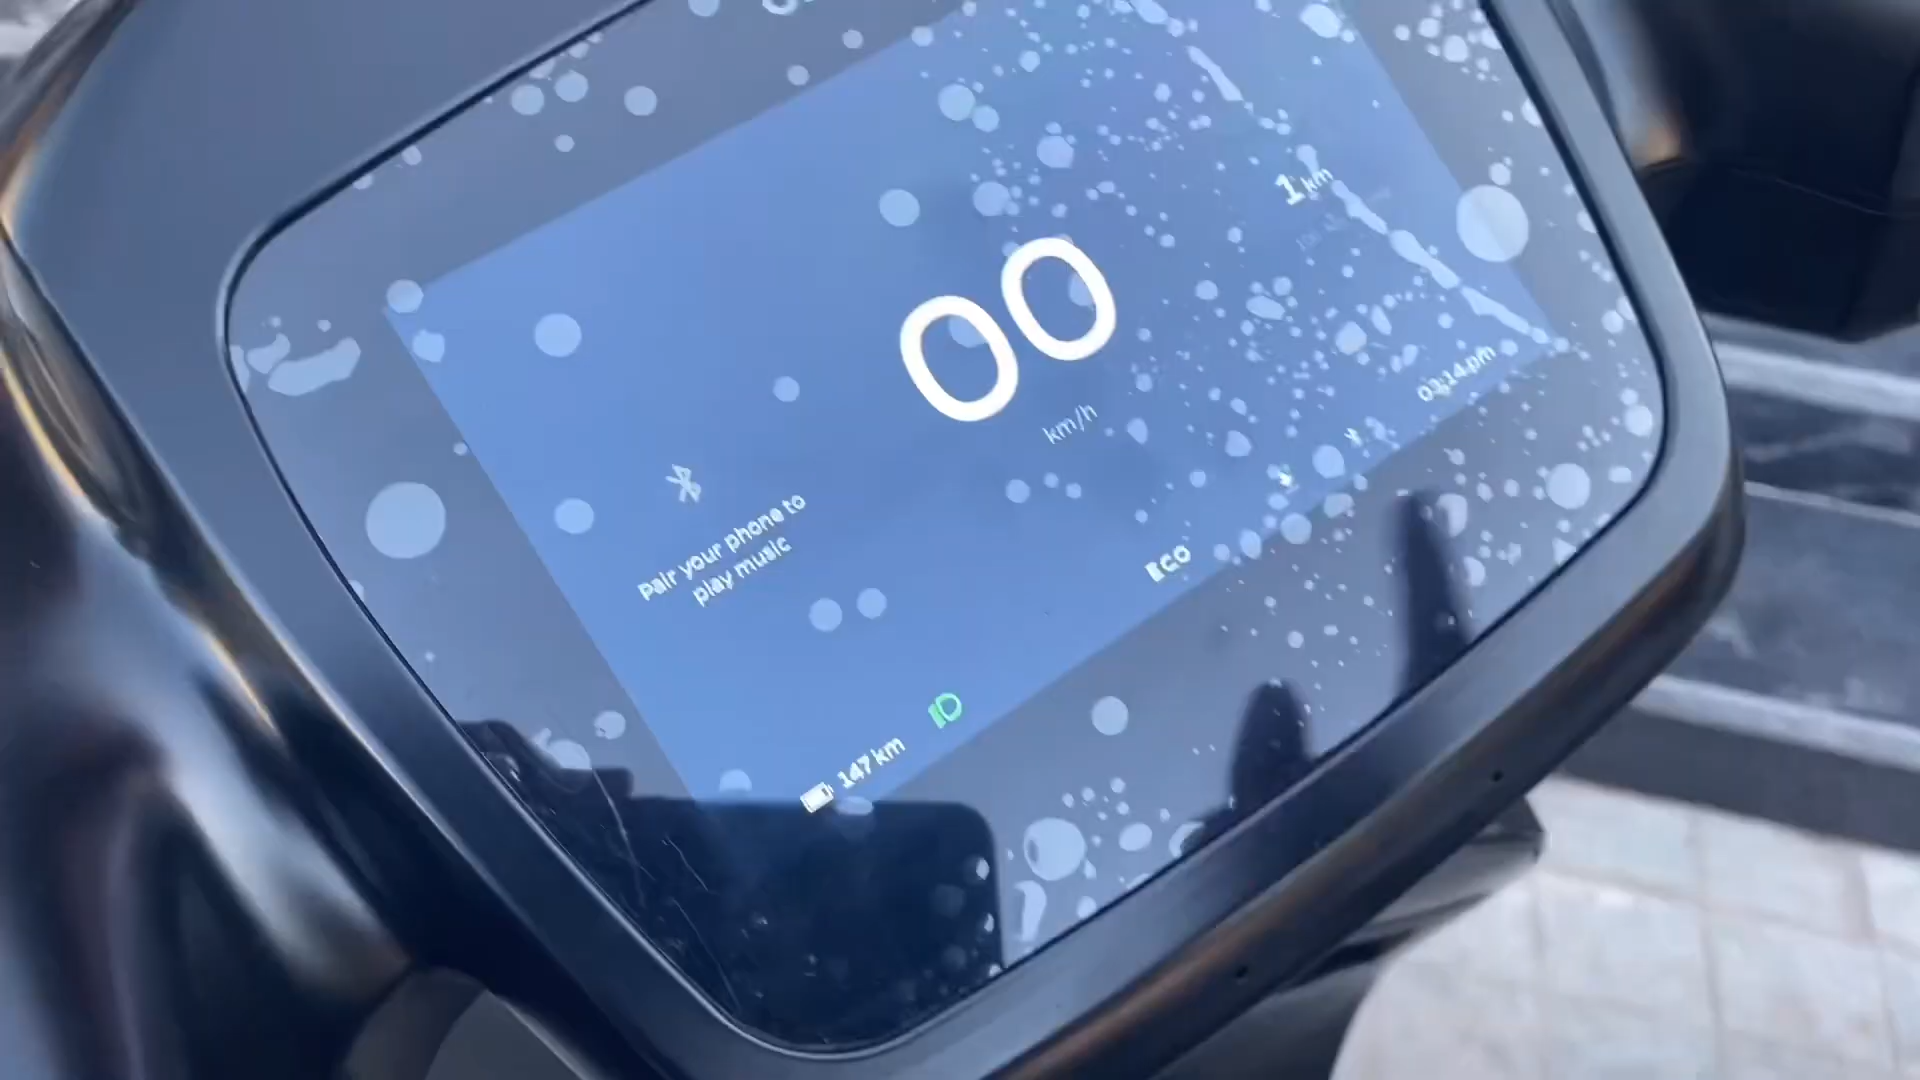 1 km
00
km/h
03:14 pm
Pair your phone to
play music
ECO
147 km